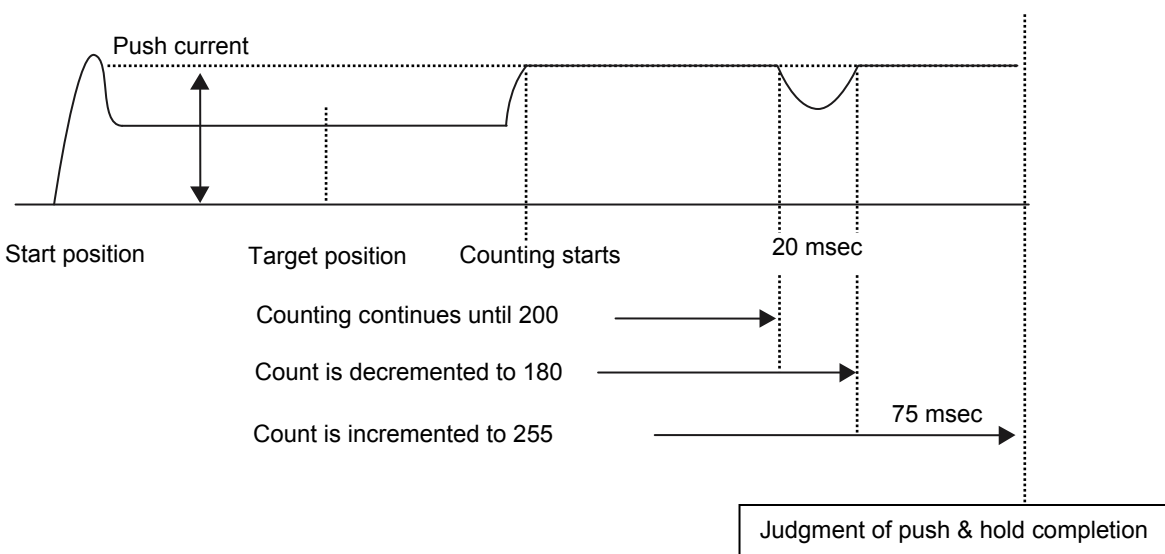 Push current
Start position
Target position
Counting starts
20 msec
Counting continues until 200
Count is decremented to 180
75 msec
Count is incremented to 255
Judgment of push & hold completion